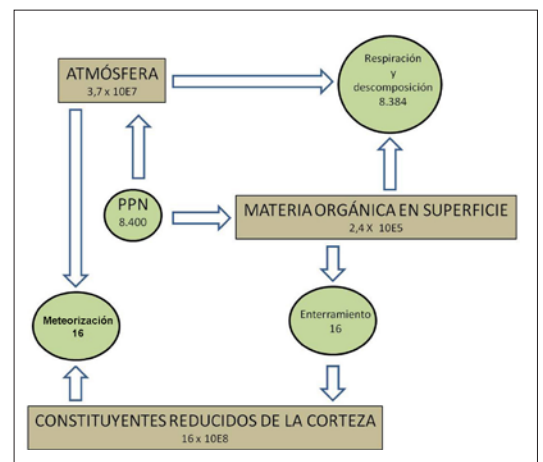 ATMÓSFERA
3,7 x 10E7
Respiración
y
descomposición
8.384
PPN
8.400
MATERIA ORGÁNICA EN SUPERFICIE
2,4 X 10E5
Meteorización
16
Enterramiento
16
CONSTITUYENTES REDUCIDOS DE LA CORTEZA
16 x 10E8